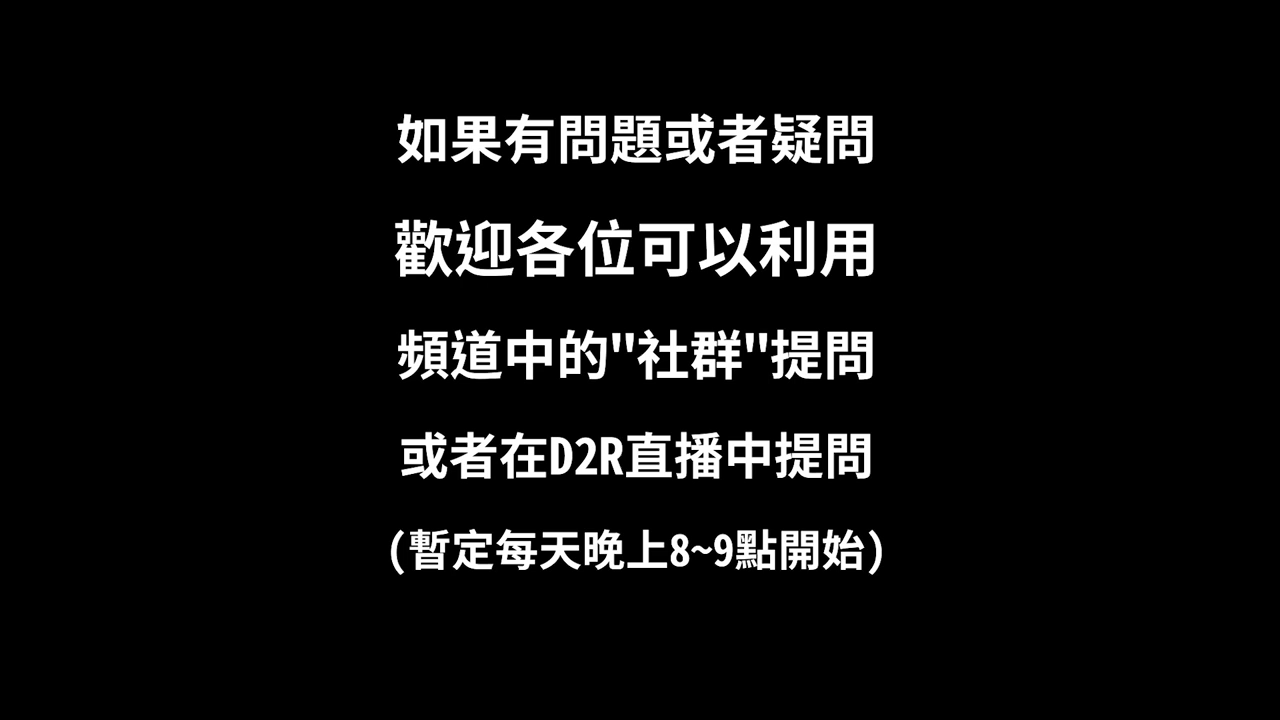 如果有問題或者疑問
歡迎各位可以利用
頻道中的"社群"提問
或者在D2R直播中提問
(暫定每天晚上8~9點開始)